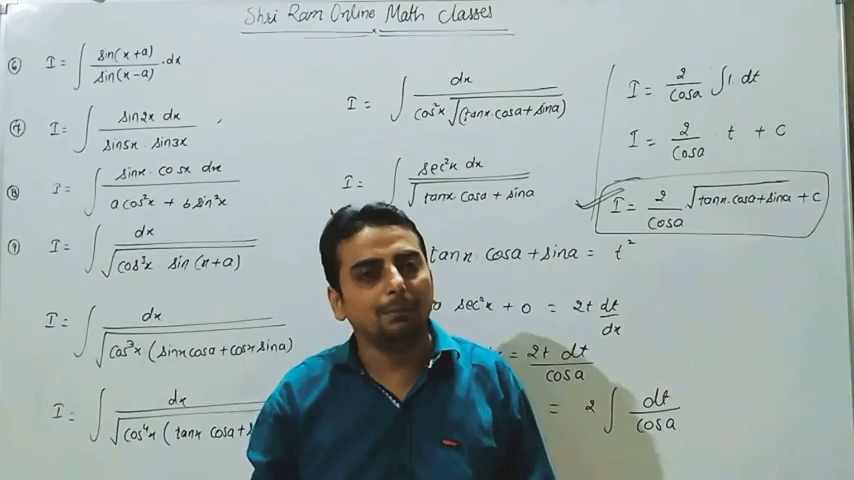 Shri Ram Online Math Classes
⑥ I = ∫ sin(x+a)/sin(x-a) . dx
⑦ I = ∫ sin2x dx / sin5x . sin3x
⑧ I = ∫ sinx . cosx dx / a cos²x + b sin²x
⑨ I = ∫ dx / √(cos³x sin(x+a))
I = ∫ dx / √(cos³x (sinx cosa + cosx sina))
I = ∫ dx / √(cos⁴x ( tanx cosa +
I = ∫ dx / cos²x √((tanx . cosa + sina)
I = ∫ sec²x dx / √(tanx . cosa + sina
tanx . cosa + sina = t²
sec²x + 0 = 2t dt/dx
= 2t dt / cosa
= 2 ∫ dt / cosa
I = 2/cosa ∫ 1 dt
I = 2/cosa . t + c
I = 2/cosa √(tanx . cosa + sina) + c